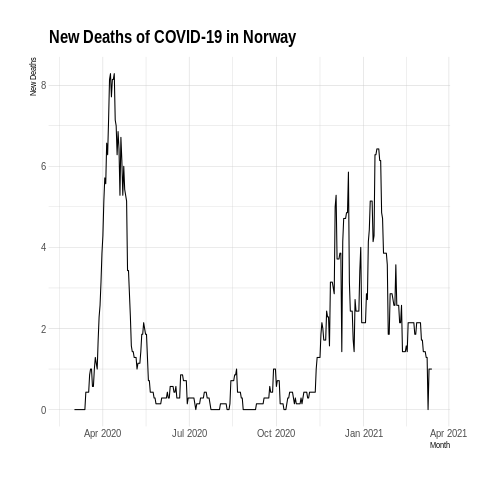 New Deaths of COVID-19 in Norway
New Deaths
8
6
4
2
0
Apr 2020
Jul 2020
Oct 2020
Jan 2021
Apr 2021
Month